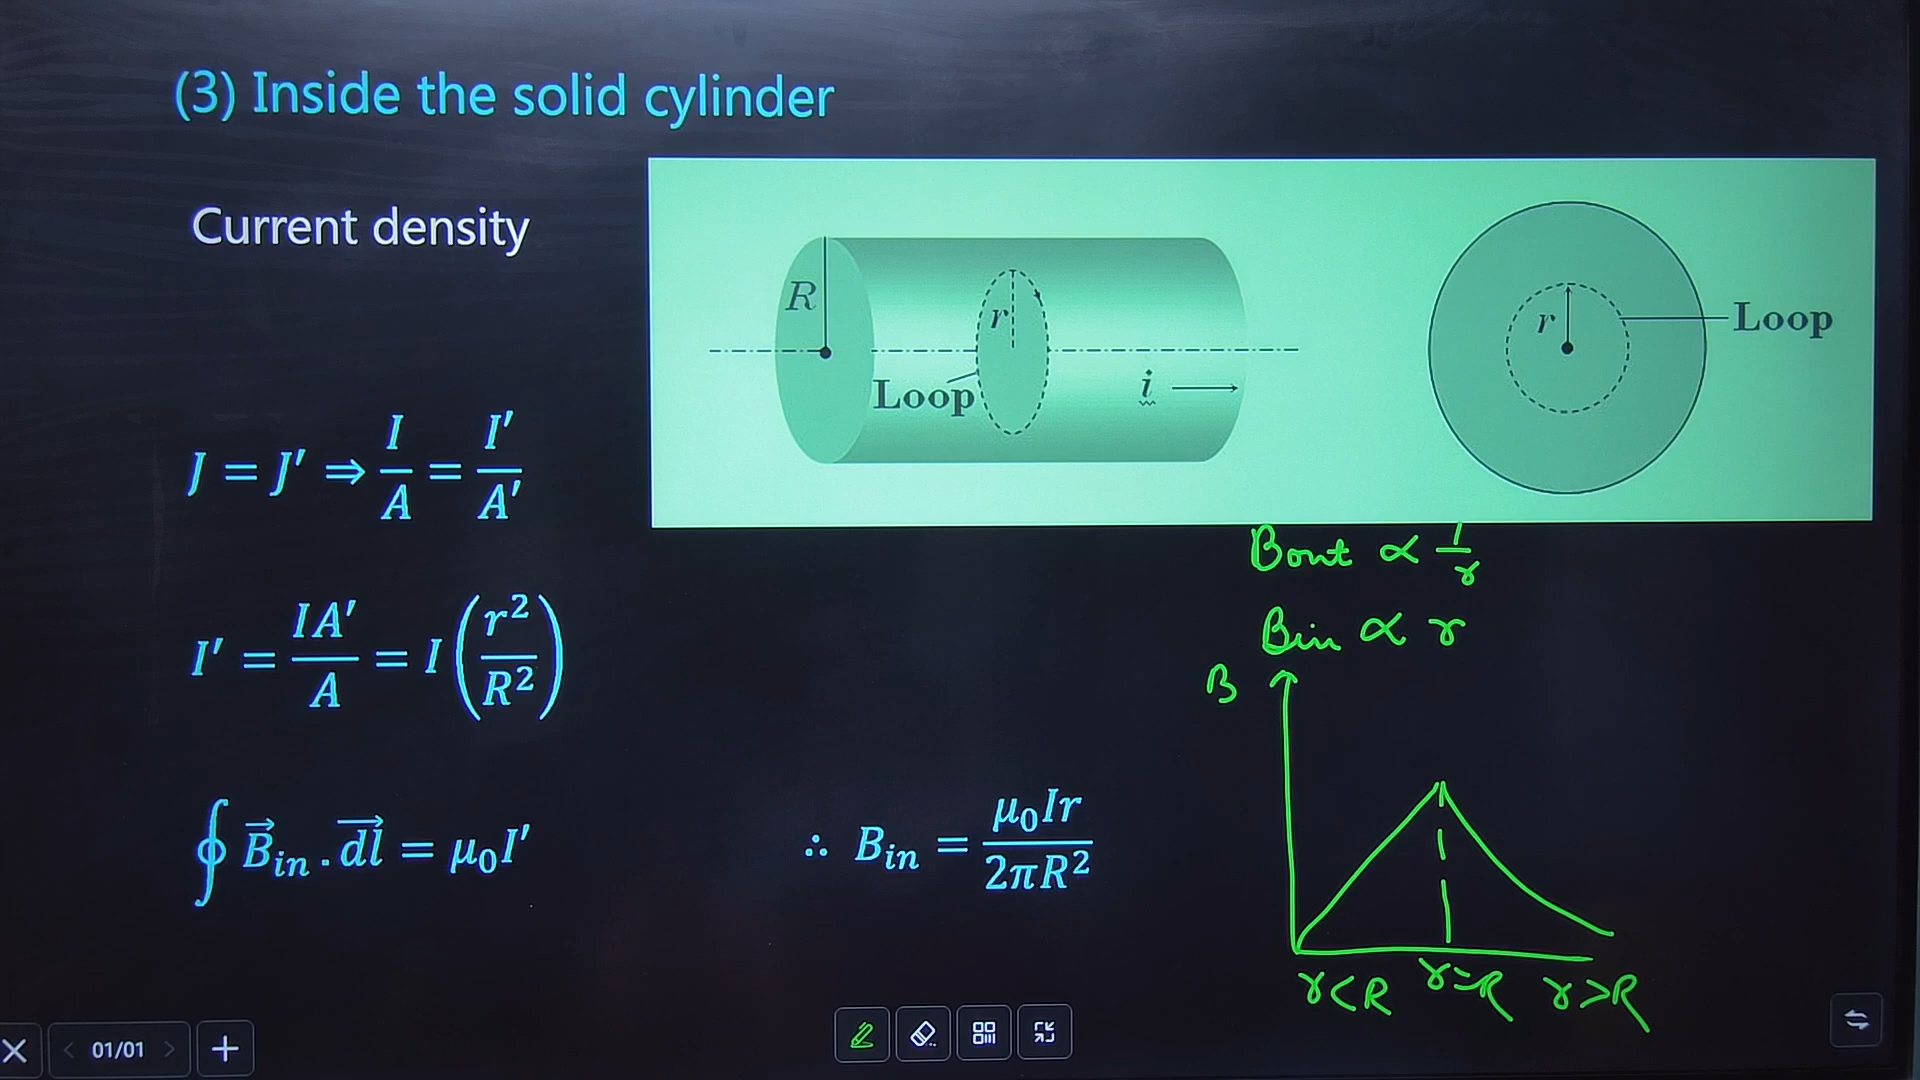 (3) Inside the solid cylinder
Current density
R
r
Loop
i
r
Loop
J = J′ ⇒ I/A = I′/A′
I′ = IA′/A = I(r²/R²)
∮ B⃗in . dl⃗ = μ₀I′
∴ Bin = μ₀Ir/2πR²
Bout ∝ 1/r
Bin ∝ r
B
r<R r=R r>R
01/01